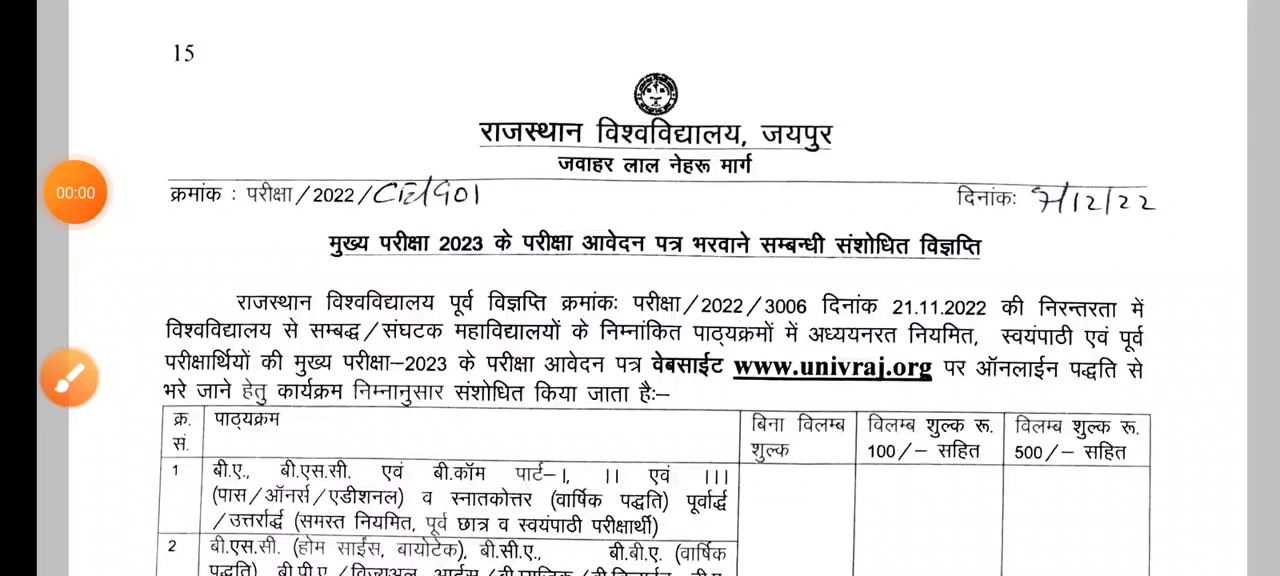 15
राजस्थान विश्वविद्यालय, जयपुर
जवाहर लाल नेहरू मार्ग
क्रमांक : परीक्षा/2022/ दिनांकः 7/12/22
मुख्य परीक्षा 2023 के परीक्षा आवेदन पत्र भरवाने सम्बन्धी संशोधित विज्ञप्ति
राजस्थान विश्वविद्यालय पूर्व विज्ञप्ति क्रमांकः परीक्षा/2022/3006 दिनांक 21.11.2022 की निरन्तरता में
विश्वविद्यालय से सम्बद्ध/संघटक महाविद्यालयों के निम्नांकित पाठ्यक्रमों में अध्ययनरत नियमित, स्वयंपाठी एवं पूर्व
परीक्षार्थियों की मुख्य परीक्षा–2023 के परीक्षा आवेदन पत्र वेबसाईट www.univraj.org पर ऑनलाईन पद्धति से
भरे जाने हेतु कार्यक्रम निम्नानुसार संशोधित किया जाता हैः–
क्र. सं. पाठ्यक्रम बिना विलम्ब शुल्क विलम्ब शुल्क रू. 100/– सहित विलम्ब शुल्क रू. 500/– सहित
1 बी.ए., बी.एस.सी. एवं बी.कॉम पार्ट–I, II एवं III
(पास/ऑनर्स/एडीशनल) व स्नातकोत्तर (वार्षिक पद्धति) पूर्वार्द्ध
/उत्तर्रार्द्ध (समस्त नियमित, पूर्व छात्र व स्वयंपाठी परीक्षार्थी)
2 बी.एस.सी. (होम साईंस, बायोटेक), बी.सी.ए., बी.बी.ए. (वार्षिक
00:00